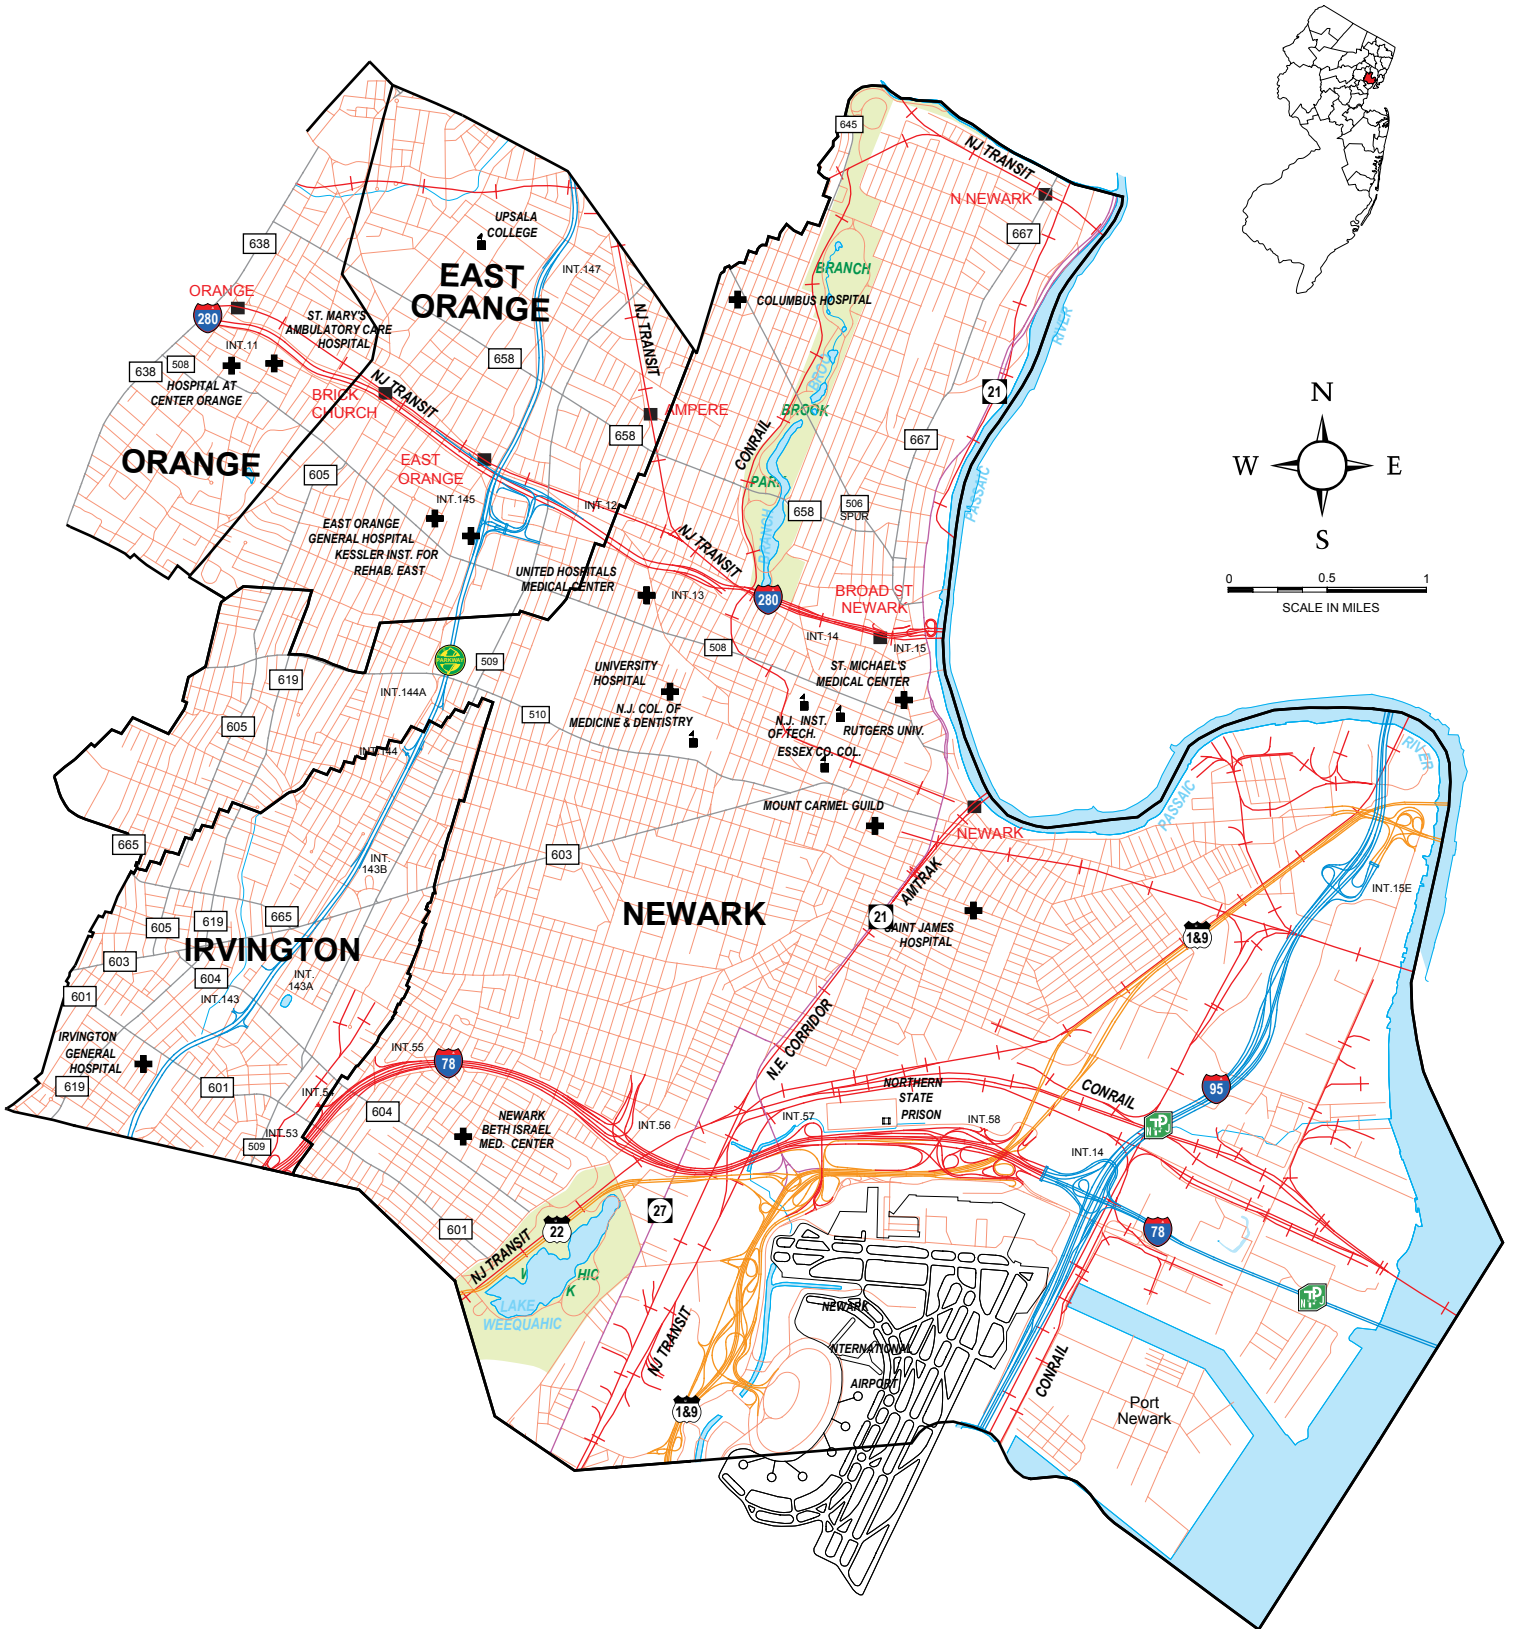 645
NJ TRANSIT
N NEWARK
667
UPSALA
COLLEGE
638
EAST
ORANGE
INT.147
BRANCH
COLUMBUS HOSPITAL
ORANGE
280
ST. MARY'S
AMBULATORY CARE
HOSPITAL
INT.11
NJ TRANSIT
RIVER
638
508
658
HOSPITAL AT
CENTER ORANGE
BRICK
CHURCH
NJ TRANSIT
21
N
W
E
S
AMPERE
BROOK
658
667
CONRAIL
ORANGE
EAST
ORANGE
605
INT.145
PASSAIC
INT.12
658
506
SPUR
EAST ORANGE
GENERAL HOSPITAL
KESSLER INST. FOR
REHAB. EAST
NJ TRANSIT
BRANCH
UNITED HOSPITALS
MEDICAL CENTER
INT.13
280
BROAD ST
NEWARK
0
0.5
1
SCALE IN MILES
INT.14
INT.15
508
PARKWAY
509
619
INT.144A
UNIVERSITY
HOSPITAL
ST. MICHAEL'S
MEDICAL CENTER
N.J. COL. OF
MEDICINE & DENTISTRY
N.J. INST.
OF TECH.
RUTGERS UNIV.
510
605
INT.144
ESSEX CO. COL.
RIVER
PASSAIC
MOUNT CARMEL GUILD
NEWARK
665
603
INT.
143B
AMTRAK
INT.15E
NEWARK
21
SAINT JAMES
HOSPITAL
1&9
605
619
665
IRVINGTON
603
604
INT.
143A
601
INT.143
N.E. CORRIDOR
IRVINGTON
GENERAL
HOSPITAL
INT.55
78
619
601
INT.54
604
NORTHERN
STATE
PRISON
CONRAIL
95
NEWARK
BETH ISRAEL
MED. CENTER
INT.56
INT.57
INT.58
TP
N J
509
INT.53
INT.14
601
22
27
78
NJ TRANSIT
HIC
K
LAKE
WEEQUAHIC
TP
N J
NEWARK
NTERNATIONAL
AIRPORT
NJ TRANSIT
CONRAIL
1&9
Port
Newark